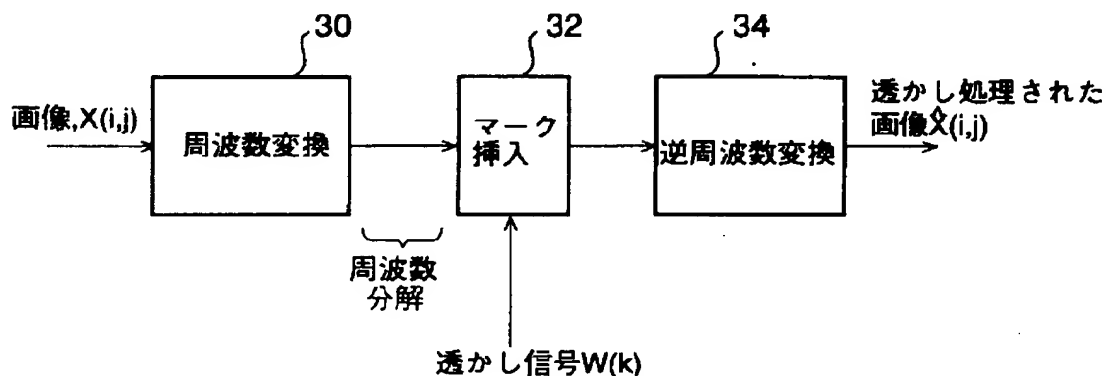 30
32
34
画像,X(i,j)
周波数変換
マーク
挿入
逆周波数変換
透かし処理された
画像X̂(i,j)
周波数
分解
透かし信号W(k)